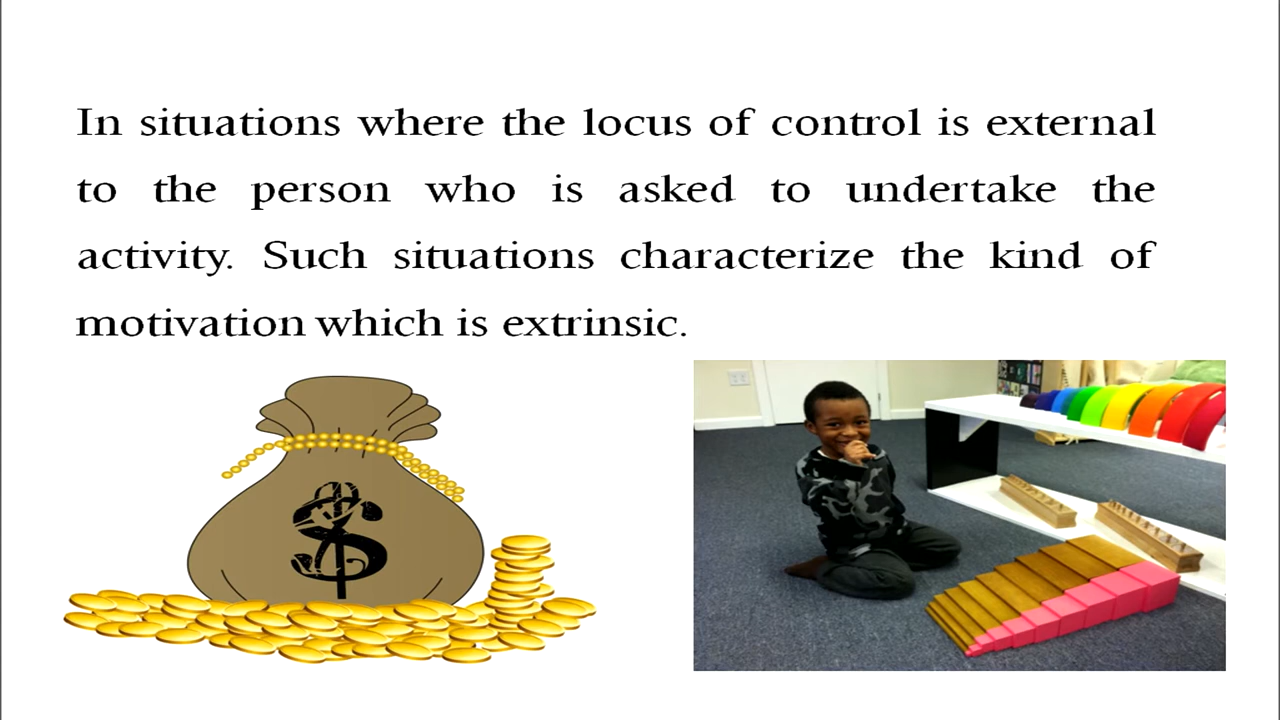 In situations where the locus of control is external
to the person who is asked to undertake the
activity. Such situations characterize the kind of
motivation which is extrinsic.
$